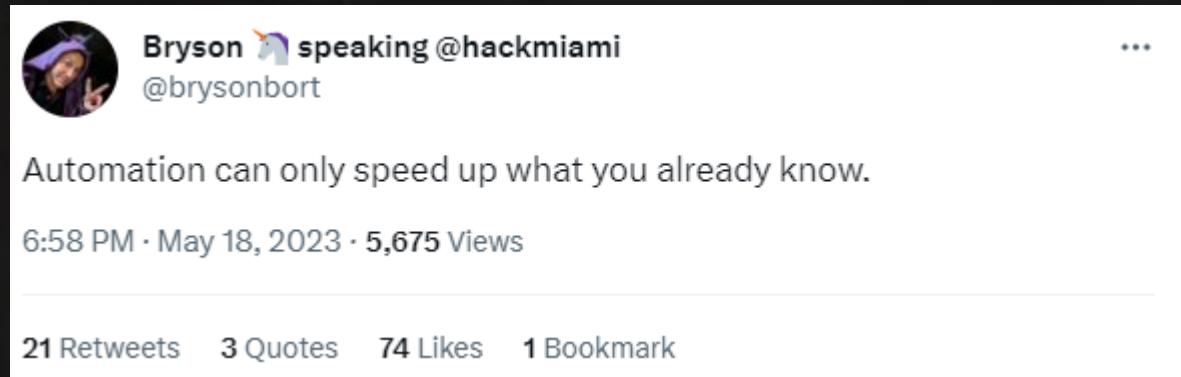 Bryson 🦄 speaking @hackmiami
@brysonbort
Automation can only speed up what you already know.
6:58 PM · May 18, 2023 · 5,675 Views
21 Retweets 3 Quotes 74 Likes 1 Bookmark